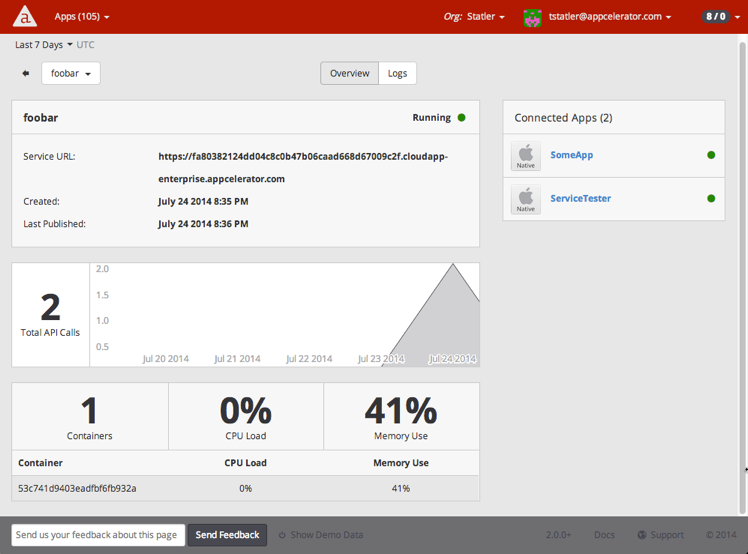 a Apps (105) Org: Statler tstatler@appcelerator.com 8 / 0
Last 7 Days UTC
foobar Overview Logs
foobar Running
Service URL: https://fa80382124dd04c8c0b47b06caad668d67009c2f.cloudapp-
enterprise.appcelerator.com
Created: July 24 2014 8:35 PM
Last Published: July 24 2014 8:36 PM
Connected Apps (2)
Native SomeApp
Native ServiceTester
2
Total API Calls
2.0
1.5
1.0
0.5
Jul 20 2014 Jul 21 2014 Jul 22 2014 Jul 23 2014 Jul 24 2014
1 0% 41%
Containers CPU Load Memory Use
Container CPU Load Memory Use
53c741d9403eadfbf6fb932a 0% 41%
Send us your feedback about this page Send Feedback Show Demo Data 2.0.0+ Docs Support © 2014